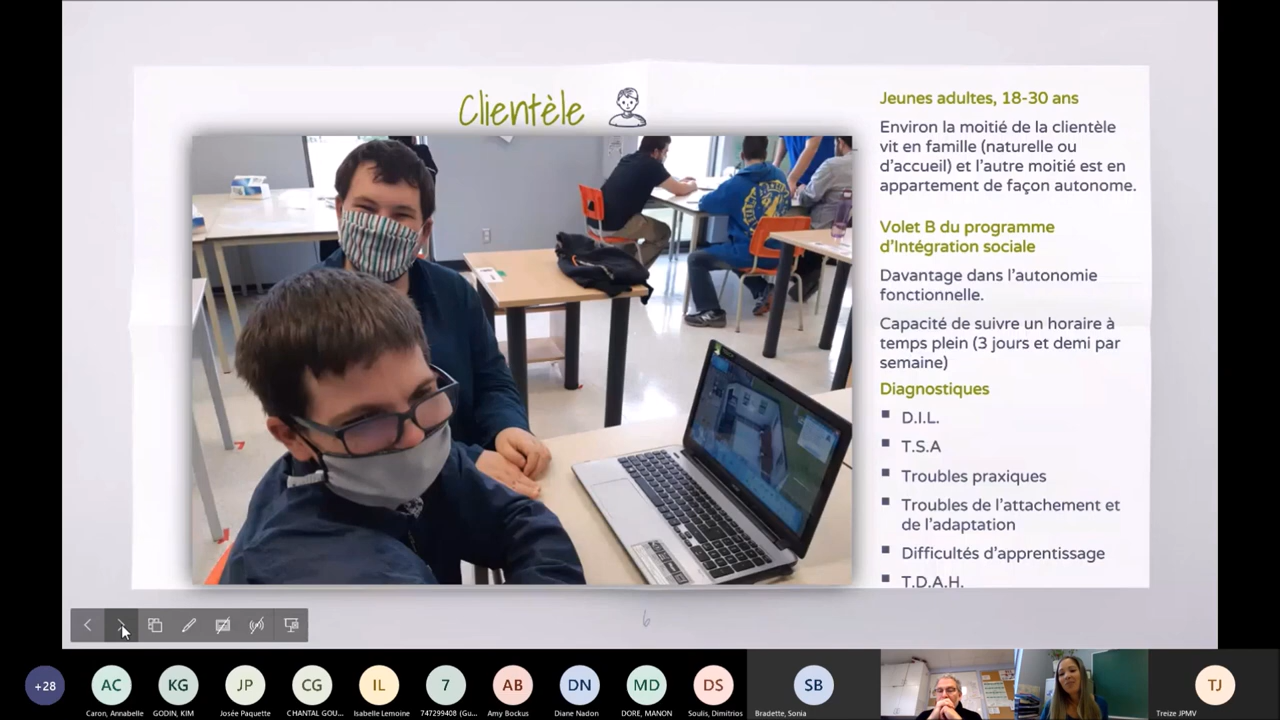 Clientèle
Jeunes adultes, 18-30 ans
Environ la moitié de la clientèle
vit en famille (naturelle ou
d'accueil) et l'autre moitié est en
appartement de façon autonome.
Volet B du programme
d'Intégration sociale
Davantage dans l'autonomie
fonctionnelle.
Capacité de suivre un horaire à
temps plein (3 jours et demi par
semaine)
Diagnostiques
D.I.L.
T.S.A
Troubles praxiques
Troubles de l'attachement et
de l'adaptation
Difficultés d'apprentissage
T.D.A.H.
6
+28
AC
KG
JP
CG
IL
7
AB
DN
MD
DS
SB
TJ
Caron, Annabelle
GODIN, KIM
Josée Paquette
CHANTAL GOU...
Isabelle Lemoine
747299408 (Gu...
Amy Bockus
Diane Nadon
DORE, MANON
Soulis, Dimitrios
Bradette, Sonia
Treize JPMV